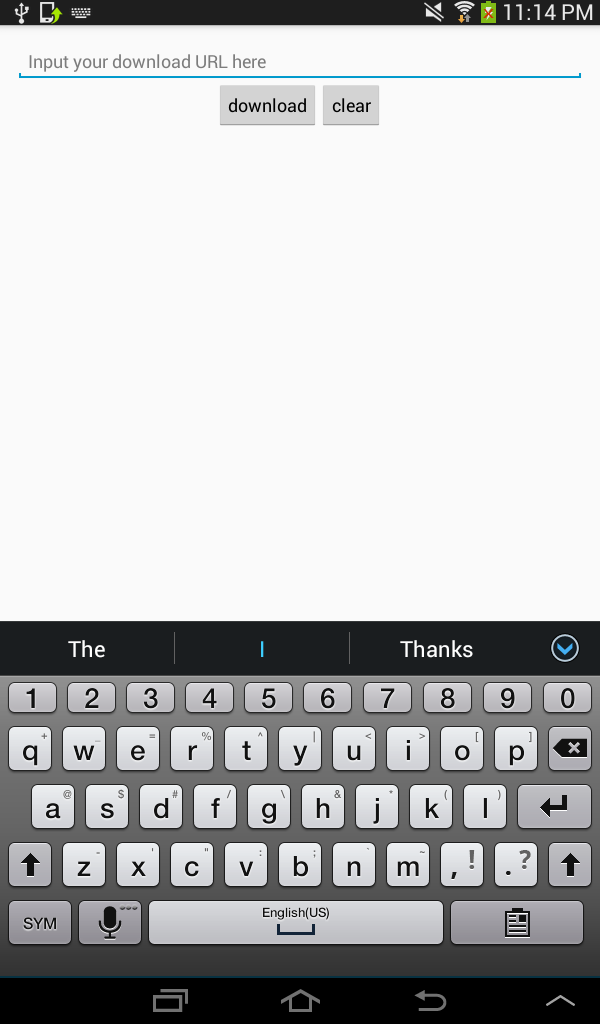 11:14 PM
Input your download URL here
download clear
The I Thanks
1 2 3 4 5 6 7 8 9 0
q + w _ e = r % t ^ y | u < i > o [ p ]
a @ s $ d # f / g \ h & j * k ( l )
z - x ' c " v : b ; n ` m ~ , ! . ?
SYM English(US)